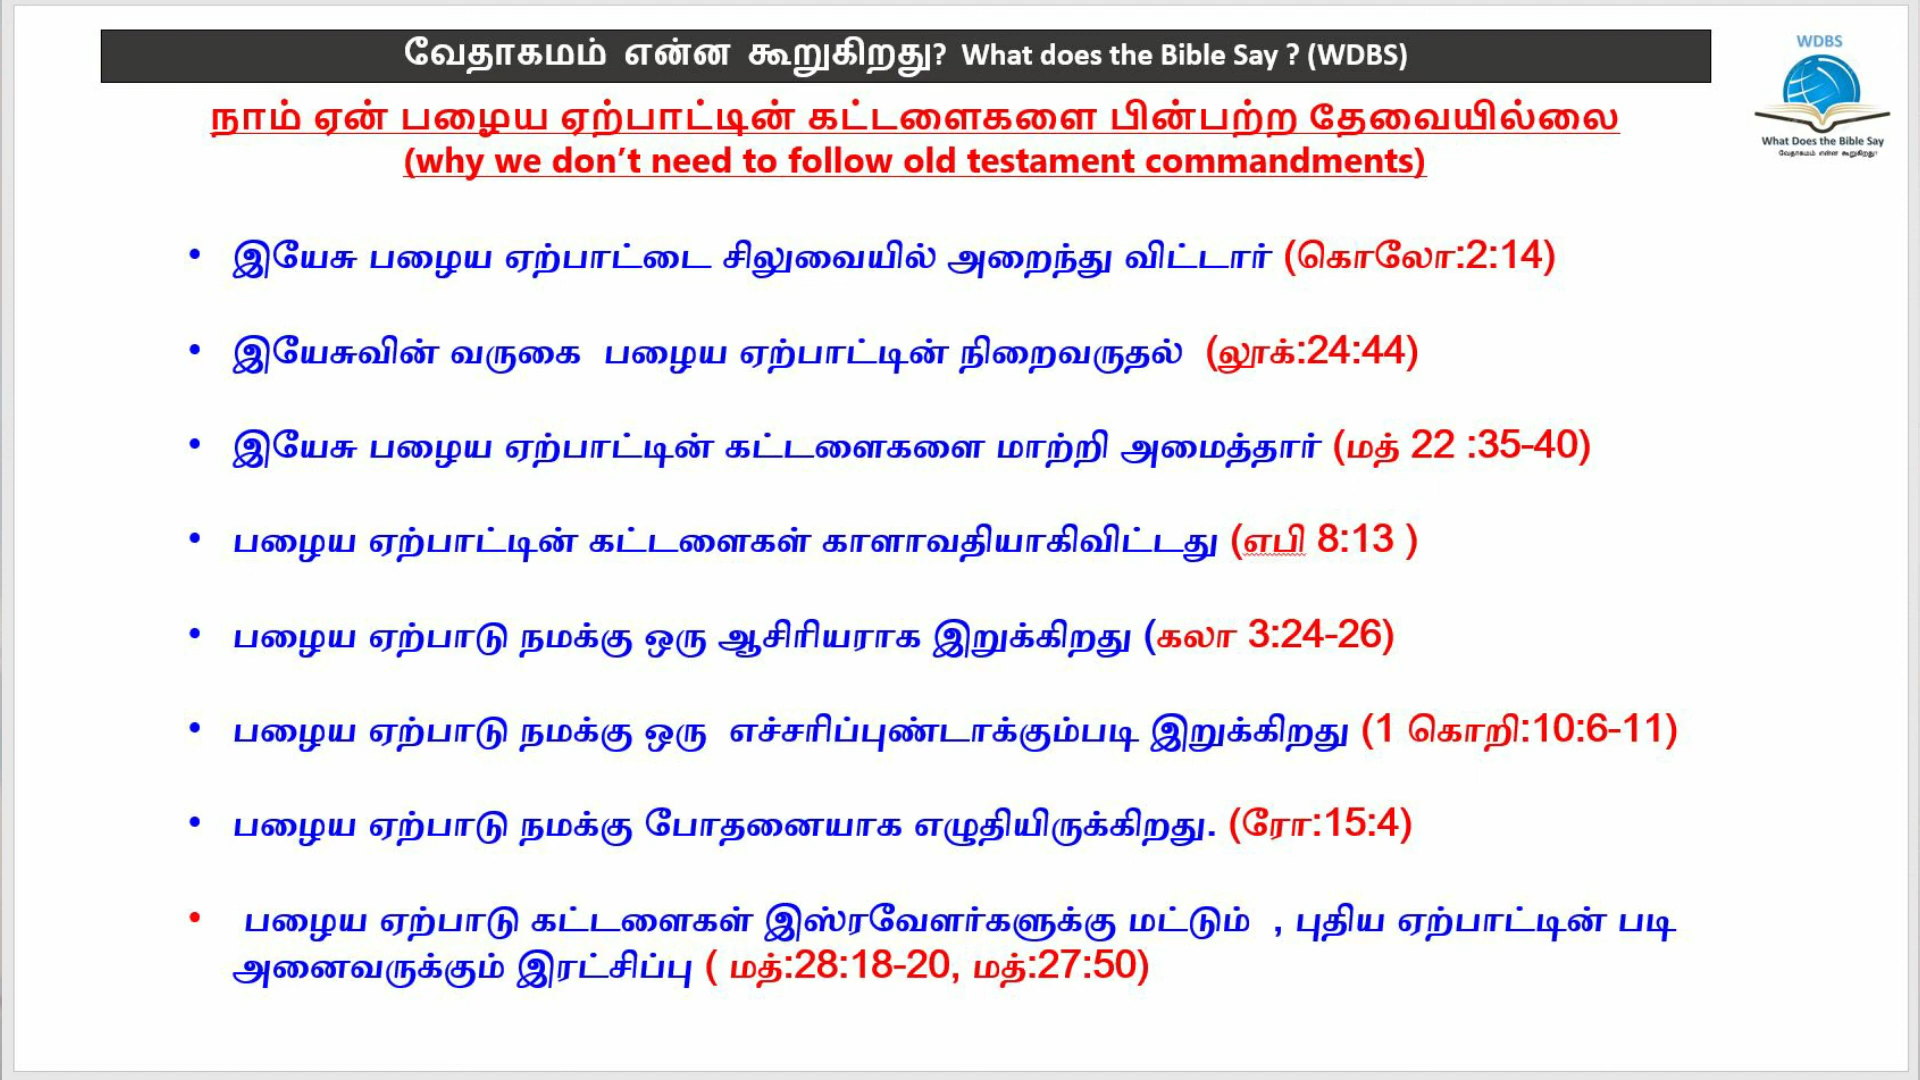 வேதாகமம் என்ன கூறுகிறது? What does the Bible Say ? (WDBS)
WDBS
What Does the Bible Say
வேதாகமம் என்ன கூறுகிறது?
நாம் ஏன் பழைய ஏற்பாட்டின் கட்டளைகளை பின்பற்ற தேவையில்லை
(why we don’t need to follow old testament commandments)
• இயேசு பழைய ஏற்பாட்டை சிலுவையில் அறைந்து விட்டார் (கொலோ:2:14)
• இயேசுவின் வருகை பழைய ஏற்பாட்டின் நிறைவருதல் (லூக்:24:44)
• இயேசு பழைய ஏற்பாட்டின் கட்டளைகளை மாற்றி அமைத்தார் (மத் 22 :35-40)
• பழைய ஏற்பாட்டின் கட்டளைகள் காளாவதியாகிவிட்டது (எபி 8:13 )
• பழைய ஏற்பாடு நமக்கு ஒரு ஆசிரியராக இறுக்கிறது (கலா 3:24-26)
• பழைய ஏற்பாடு நமக்கு ஒரு எச்சரிப்புண்டாக்கும்படி இறுக்கிறது (1 கொறி:10:6-11)
• பழைய ஏற்பாடு நமக்கு போதனையாக எழுதியிருக்கிறது. (ரோ:15:4)
• பழைய ஏற்பாடு கட்டளைகள் இஸ்ரவேளர்களுக்கு மட்டும் , புதிய ஏற்பாட்டின் படி
அனைவருக்கும் இரட்சிப்பு ( மத்:28:18-20, மத்:27:50)